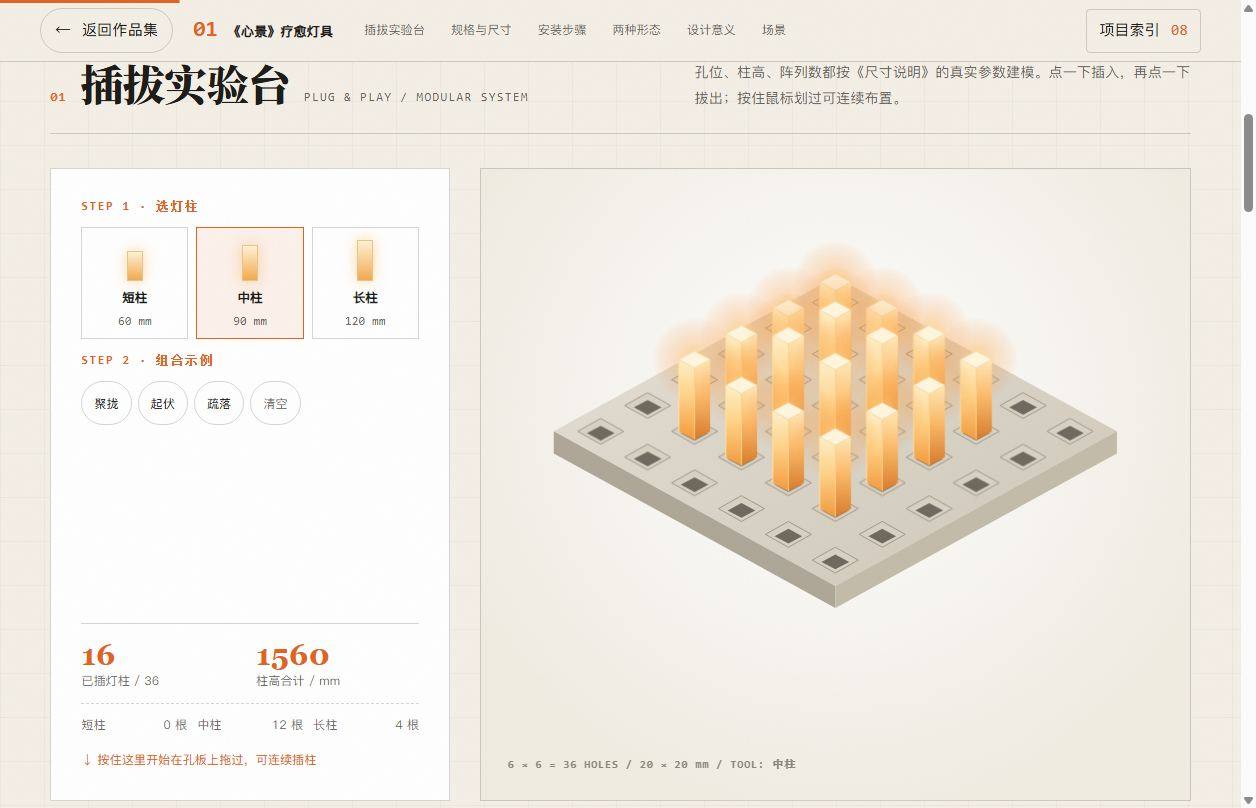 ← 返回作品集
01 《心景》疗愈灯具
插拔实验台
规格与尺寸
安装步骤
两种形态
设计意义
场景
项目索引 08
01 插拔实验台 PLUG & PLAY / MODULAR SYSTEM
孔位、柱高、阵列数都按《尺寸说明》的真实参数建模。点一下插入，再点一下
拔出；按住鼠标划过可连续布置。
STEP 1 · 选灯柱
短柱
60 mm
中柱
90 mm
长柱
120 mm
STEP 2 · 组合示例
聚拢
起伏
疏落
清空
16
已插灯柱 / 36
1560
柱高合计 / mm
短柱 0 根 中柱 12 根 长柱 4 根
↓ 按住这里开始在孔板上拖过，可连续插柱
6 × 6 = 36 HOLES / 20 × 20 mm / TOOL: 中柱